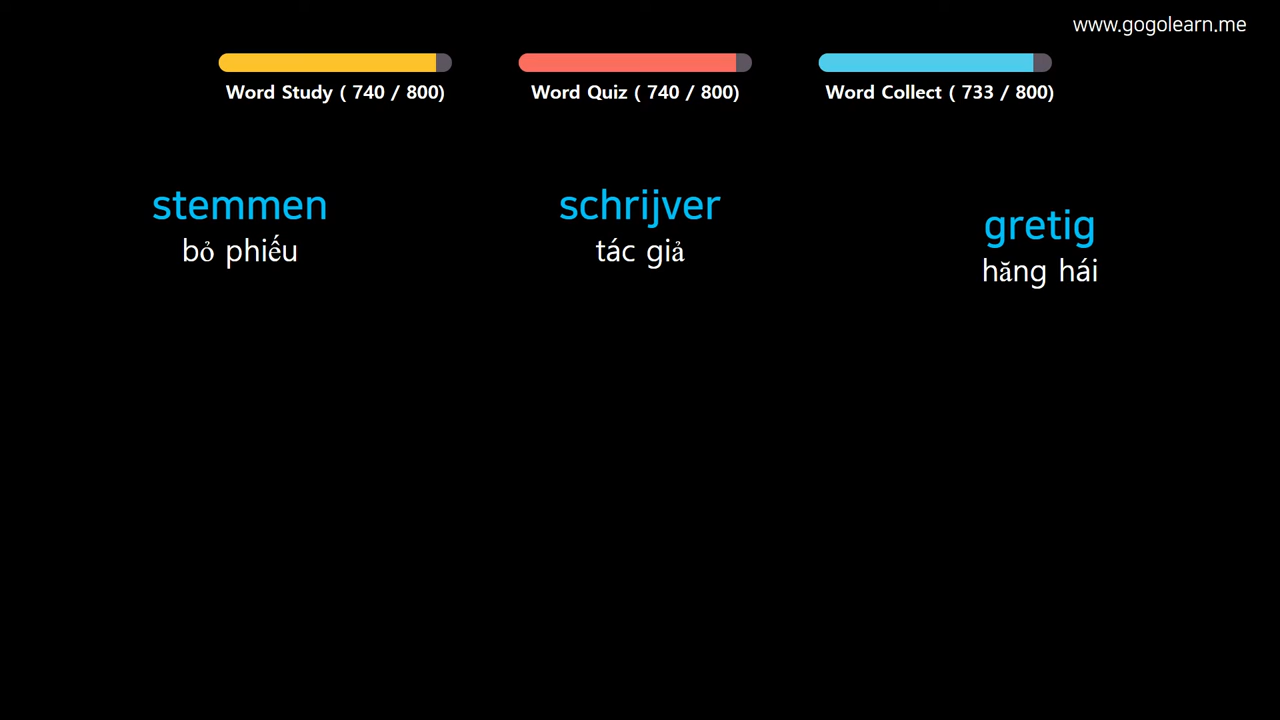 www.gogolearn.me
Word Study ( 740 / 800)
Word Quiz ( 740 / 800)
Word Collect ( 733 / 800)
stemmen
bỏ phiếu
schrijver
tác giả
gretig
hăng hái